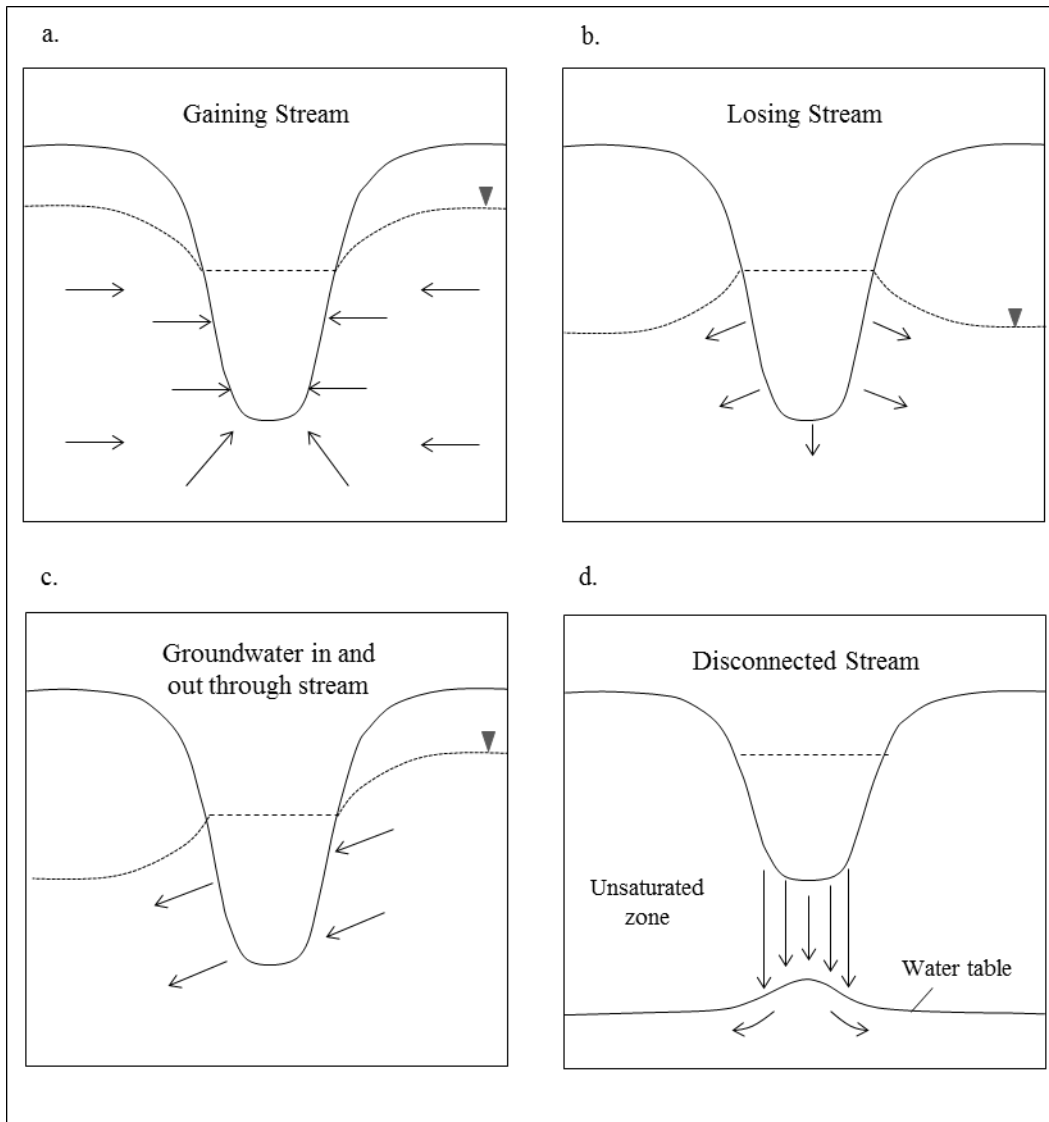 a.
Gaining Stream
b.
Losing Stream
c.
Groundwater in and
out through stream
d.
Disconnected Stream
Unsaturated
zone
Water table